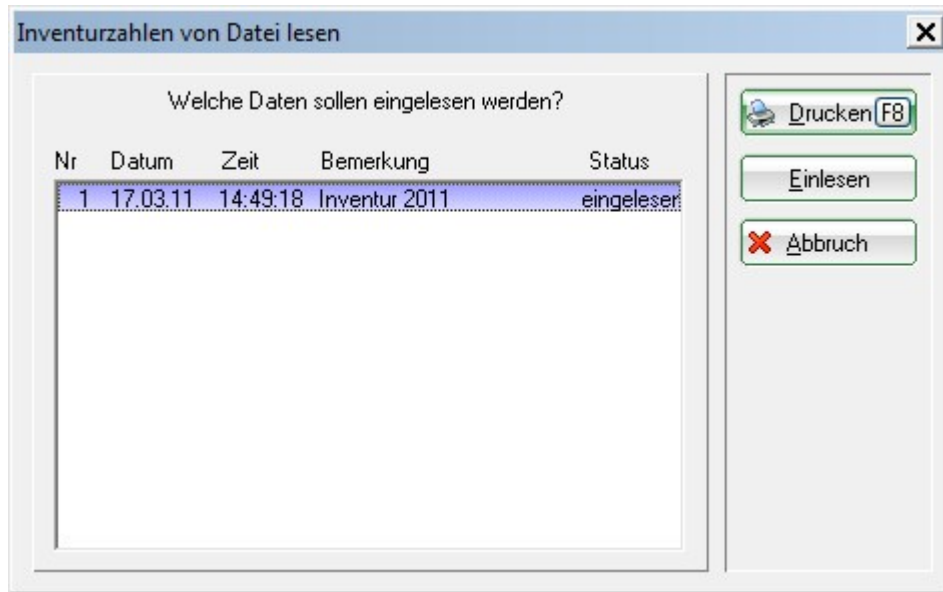 Inventurzahlen von Datei lesen
Welche Daten sollen eingelesen werden?
Nr Datum Zeit Bemerkung Status
1 17.03.11 14:49:18 Inventur 2011 eingelesen
Drucken F8
Einlesen
Abbruch